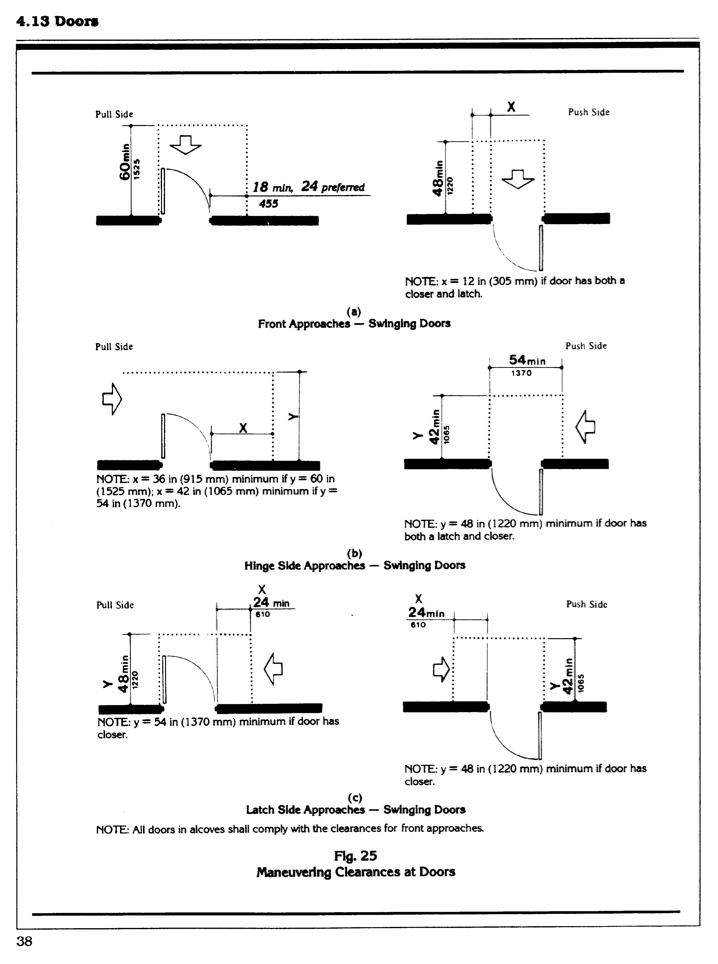 4.13 Doors
Pull Side
60min
1525
18 min, 24 preferred
455
X
Push Side
48min
1220
NOTE: x = 12 in (305 mm) if door has both a
closer and latch.
(a)
Front Approaches — Swinging Doors
Pull Side
X
Y
NOTE: x = 36 in (915 mm) minimum if y = 60 in
(1525 mm); x = 42 in (1065 mm) minimum if y =
54 in (1370 mm).
Push Side
54min
1370
Y
42min
1065
NOTE: y = 48 in (1220 mm) minimum if door has
both a latch and closer.
(b)
Hinge Side Approaches — Swinging Doors
Pull Side
X
24 min
610
Y
48min
1220
NOTE: y = 54 in (1370 mm) minimum if door has
closer.
X
24min
610
Push Side
Y
42min
1065
NOTE: y = 48 in (1220 mm) minimum if door has
closer.
(c)
Latch Side Approaches — Swinging Doors
NOTE: All doors in alcoves shall comply with the clearances for front approaches.
Fig. 25
Maneuvering Clearances at Doors
38